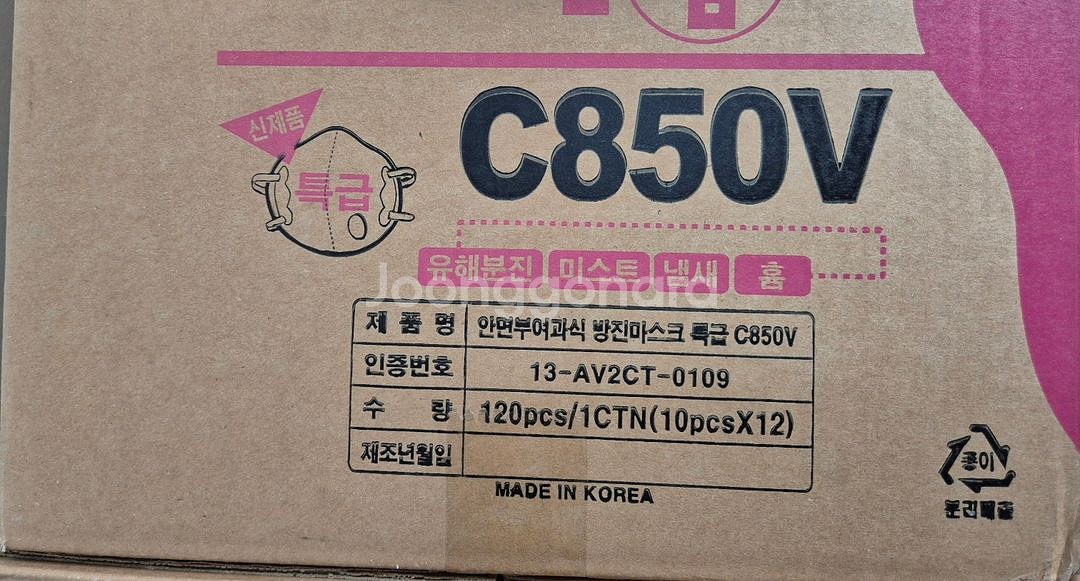 C850V
신제품
특급
유해분진 미스트 냄새 흄
Joonggonara
제 품 명 안면부여과식 방진마스크 특급 C850V
인증번호 13-AV2CT-0109
수 량 120pcs/1CTN(10pcsX12)
제조년월일
MADE IN KOREA
종이
분리배출